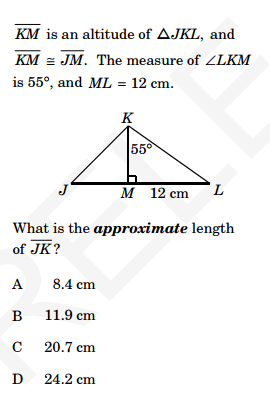 KM is an altitude of △JKL, and
KM ≅ JM. The measure of ∠LKM
is 55°, and ML = 12 cm.
K
55°
J
M 12 cm L
What is the approximate length
of JK?
A 8.4 cm
B 11.9 cm
C 20.7 cm
D 24.2 cm